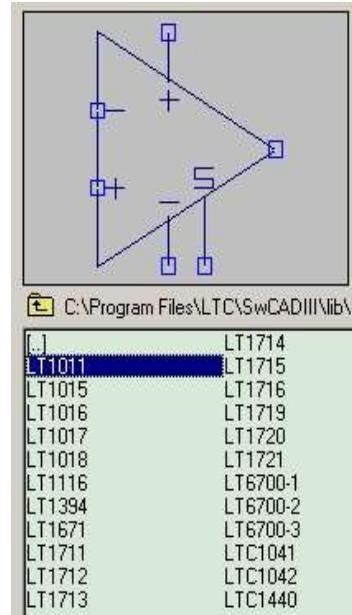 +
−
+
−
S
C:\Program Files\LTC\SwCADIII\lib\
[..]
LT1011
LT1015
LT1016
LT1017
LT1018
LT1116
LT1394
LT1671
LT1711
LT1712
LT1713
LT1714
LT1715
LT1716
LT1719
LT1720
LT1721
LT6700-1
LT6700-2
LT6700-3
LTC1041
LTC1042
LTC1440